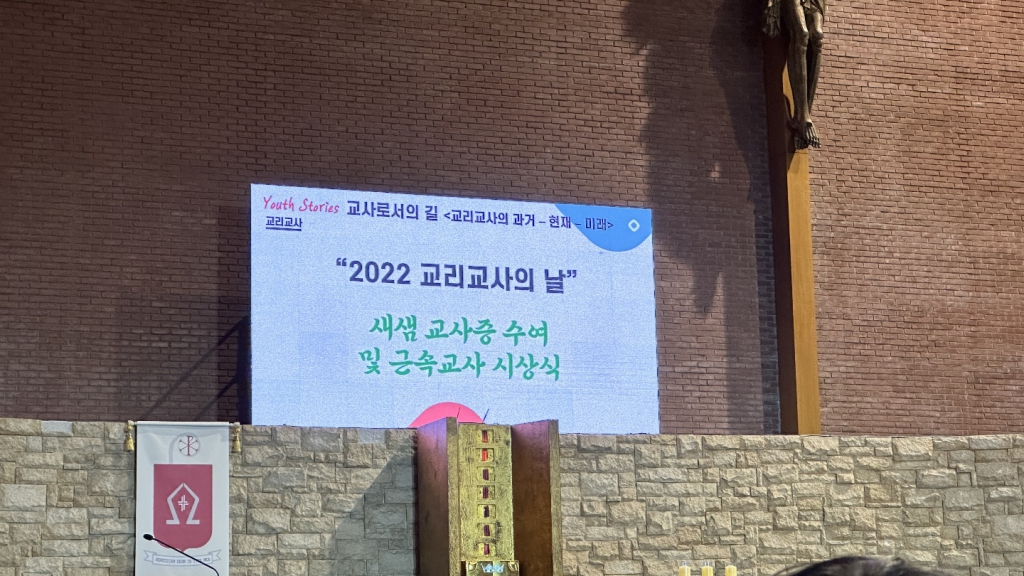 Youth Stories 교사로서의 길 <교리교사의 과거 – 현재 – 미래>
교리교사
“2022 교리교사의 날”
새샘 교사증 수여
및 근속교사 시상식